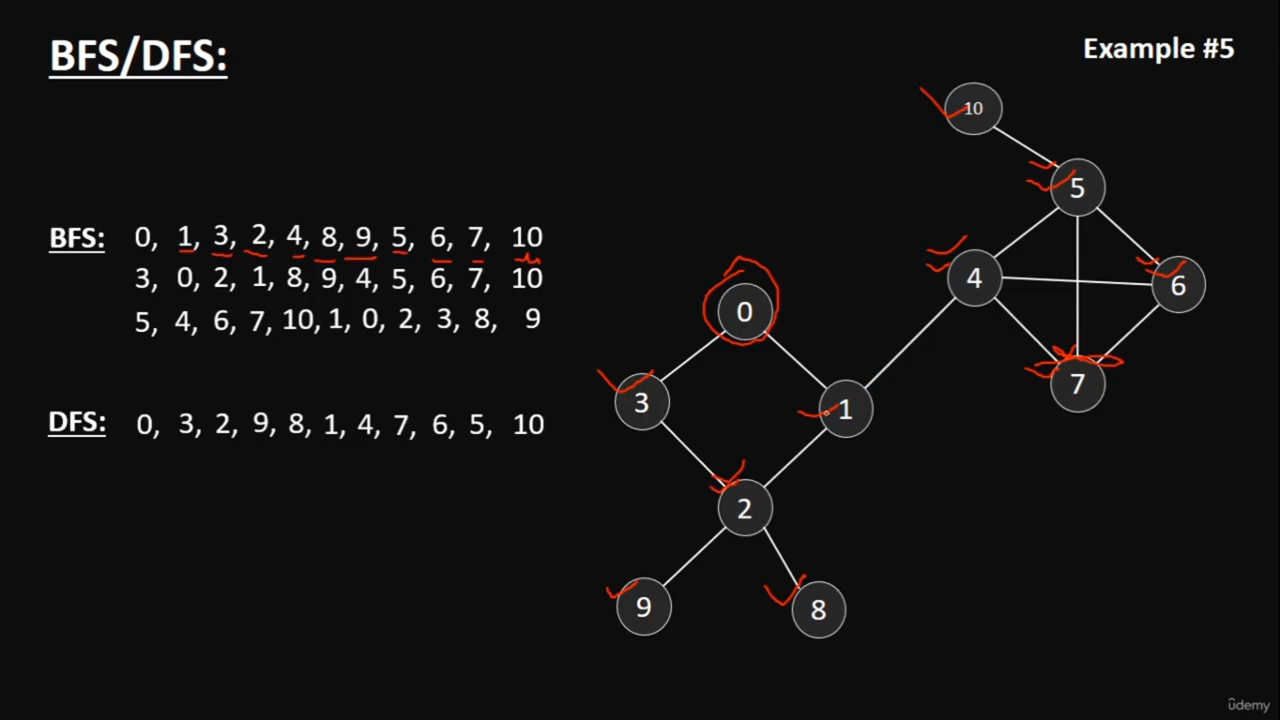 BFS/DFS:
Example #5
BFS: 0, 1, 3, 2, 4, 8, 9, 5, 6, 7, 10
3, 0, 2, 1, 8, 9, 4, 5, 6, 7, 10
5, 4, 6, 7, 10, 1, 0, 2, 3, 8, 9
DFS: 0, 3, 2, 9, 8, 1, 4, 7, 6, 5, 10
10
5
4
6
0
7
3
1
2
9
8
ûdemy